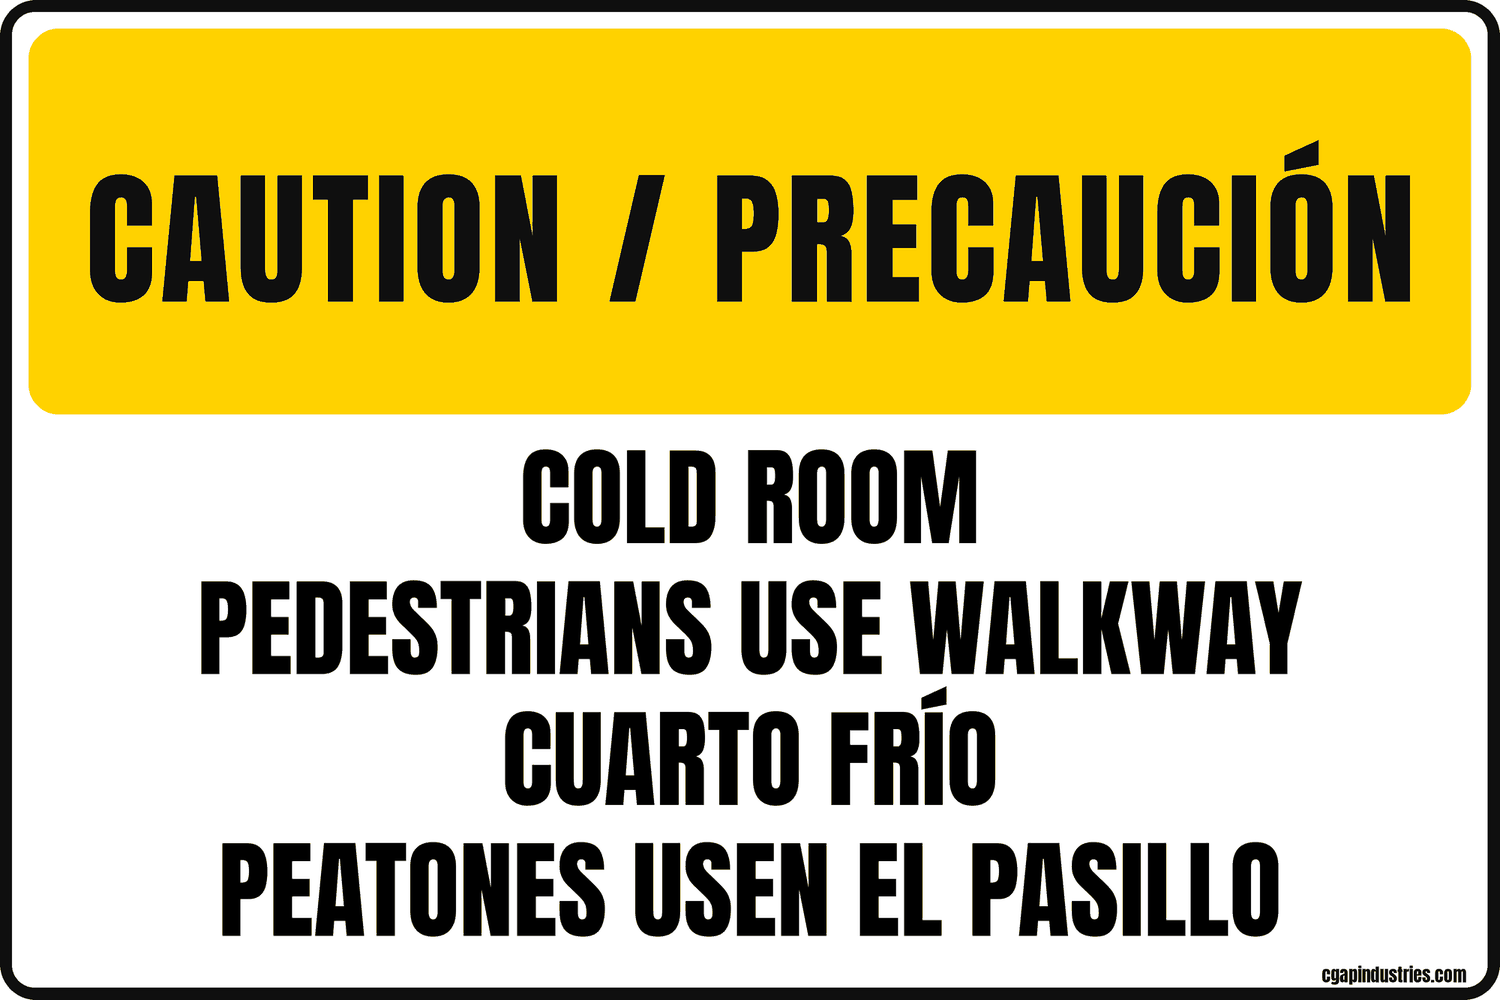 CAUTION / PRECAUCIÓN
COLD ROOM
PEDESTRIANS USE WALKWAY
CUARTO FRÍO
PEATONES USEN EL PASILLO
cgapindustries.com